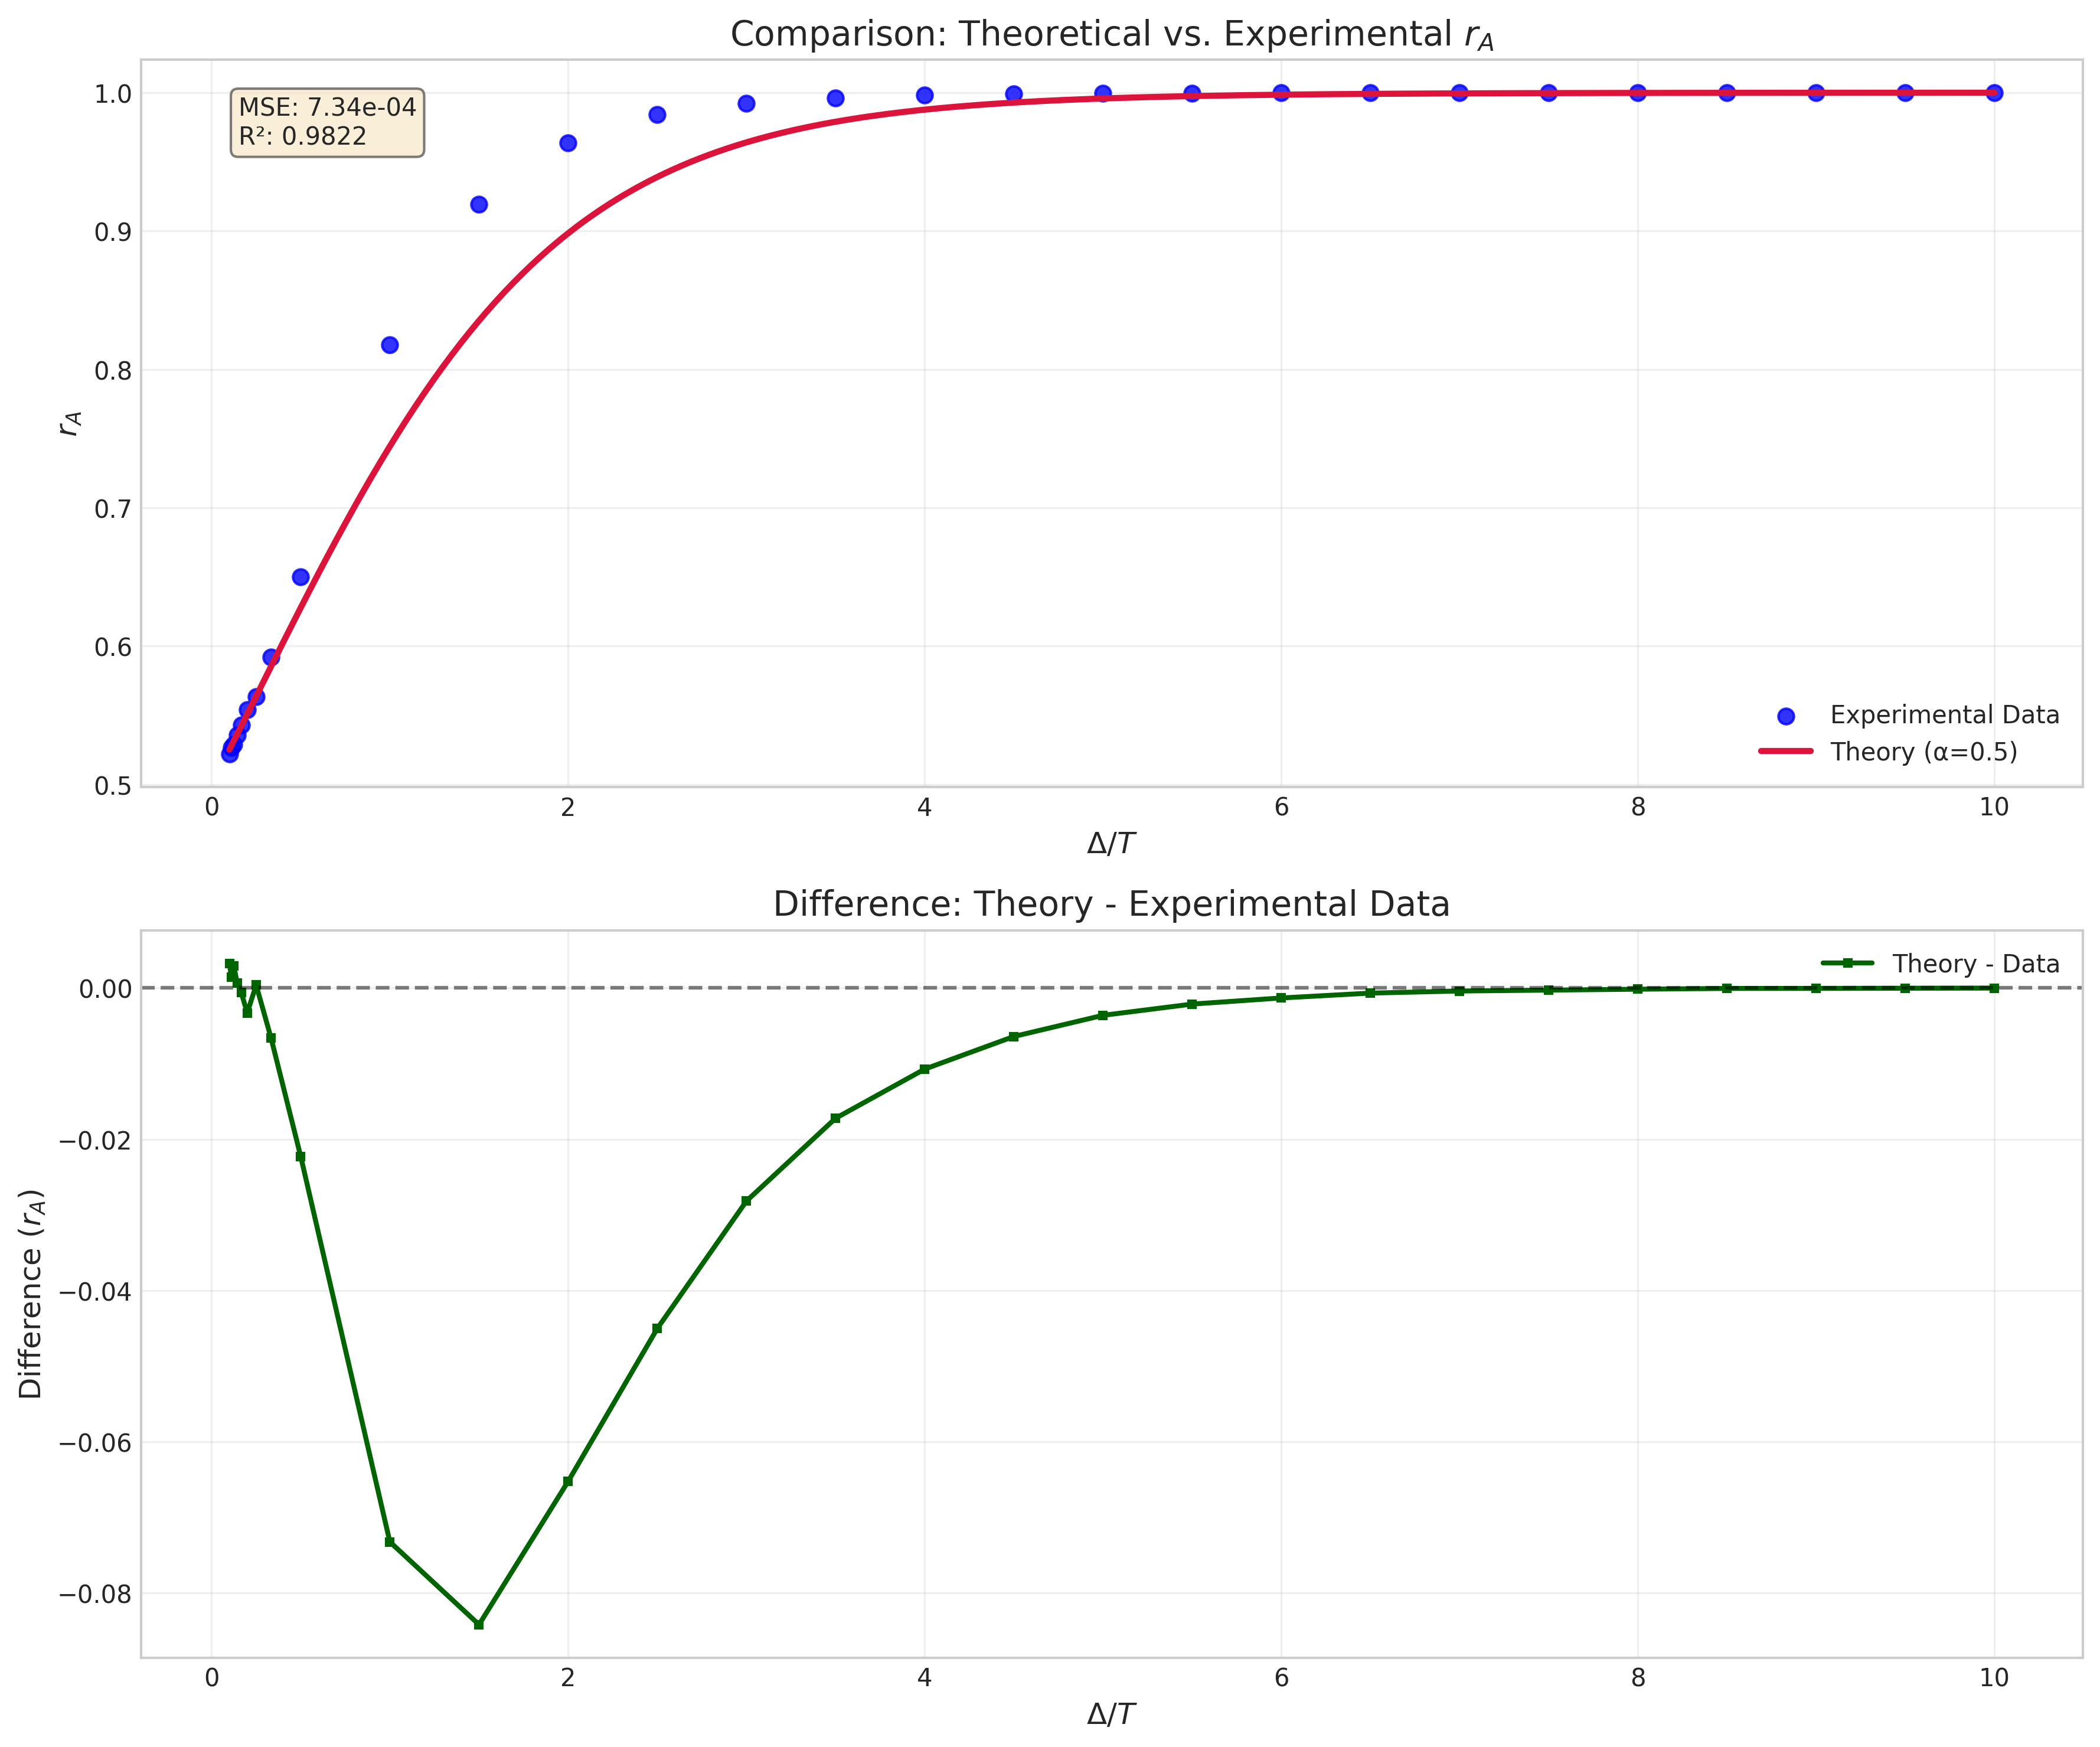 Comparison: Theoretical vs. Experimental r_A
MSE: 7.34e-04
R²: 0.9822
1.0
0.9
0.8
0.7
0.6
0.5
r_A
Experimental Data
Theory (α=0.5)
0 2 4 6 8 10
Δ/T
Difference: Theory - Experimental Data
Theory - Data
0.00
−0.02
−0.04
−0.06
−0.08
Difference (r_A)
0 2 4 6 8 10
Δ/T